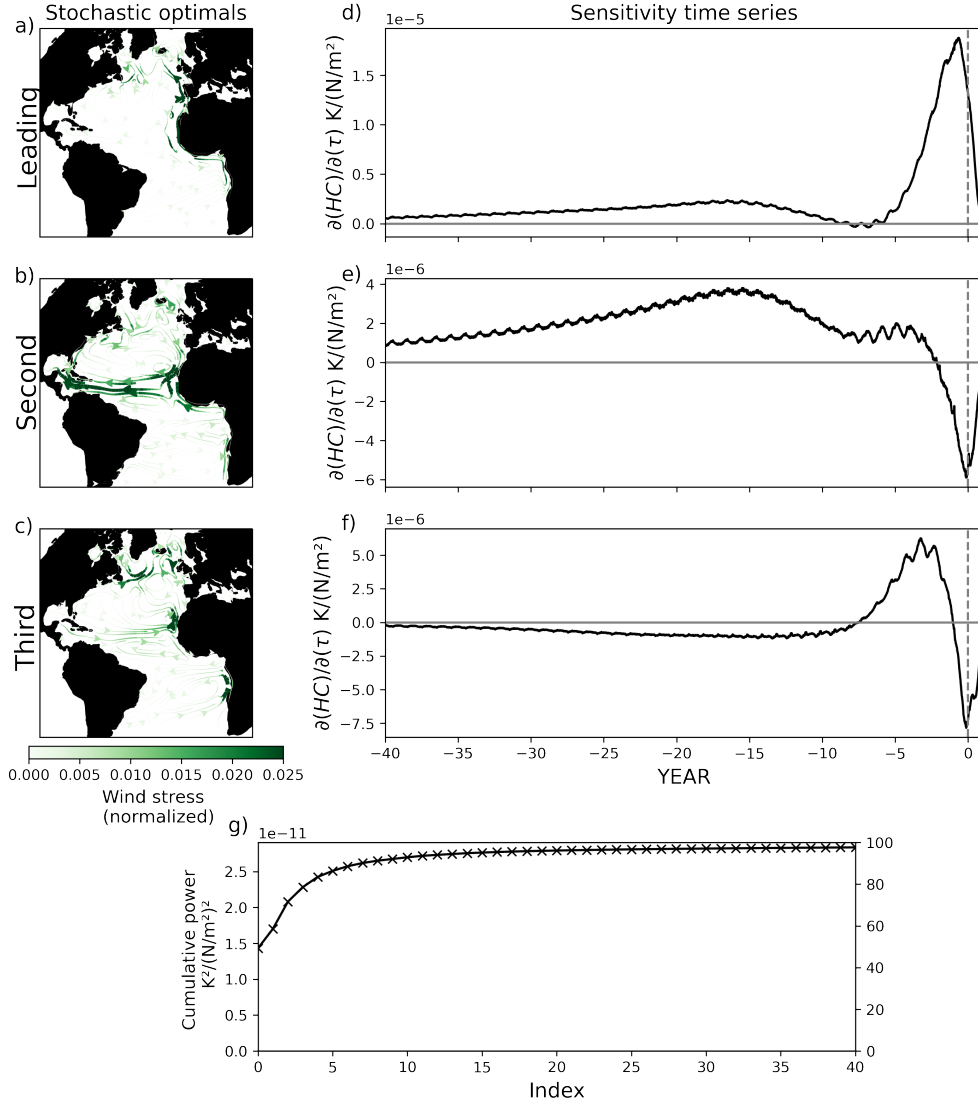 Stochastic optimals
Sensitivity time series
a)
Leading
d)
1e−5
1.5
1.0
0.5
0.0
∂(HC)/∂(τ) K/(N/m²)
b)
Second
e)
1e−6
4
2
0
−2
−4
−6
∂(HC)/∂(τ) K/(N/m²)
c)
Third
f)
1e−6
5.0
2.5
0.0
−2.5
−5.0
−7.5
∂(HC)/∂(τ) K/(N/m²)
−40 −35 −30 −25 −20 −15 −10 −5 0
YEAR
0.000 0.005 0.010 0.015 0.020 0.025
Wind stress
(normalized)
g)
1e−11
2.5
2.0
1.5
1.0
0.5
0.0
Cumulative power
K²/(N/m²)²
100
80
60
40
20
0
0 5 10 15 20 25 30 35 40
Index